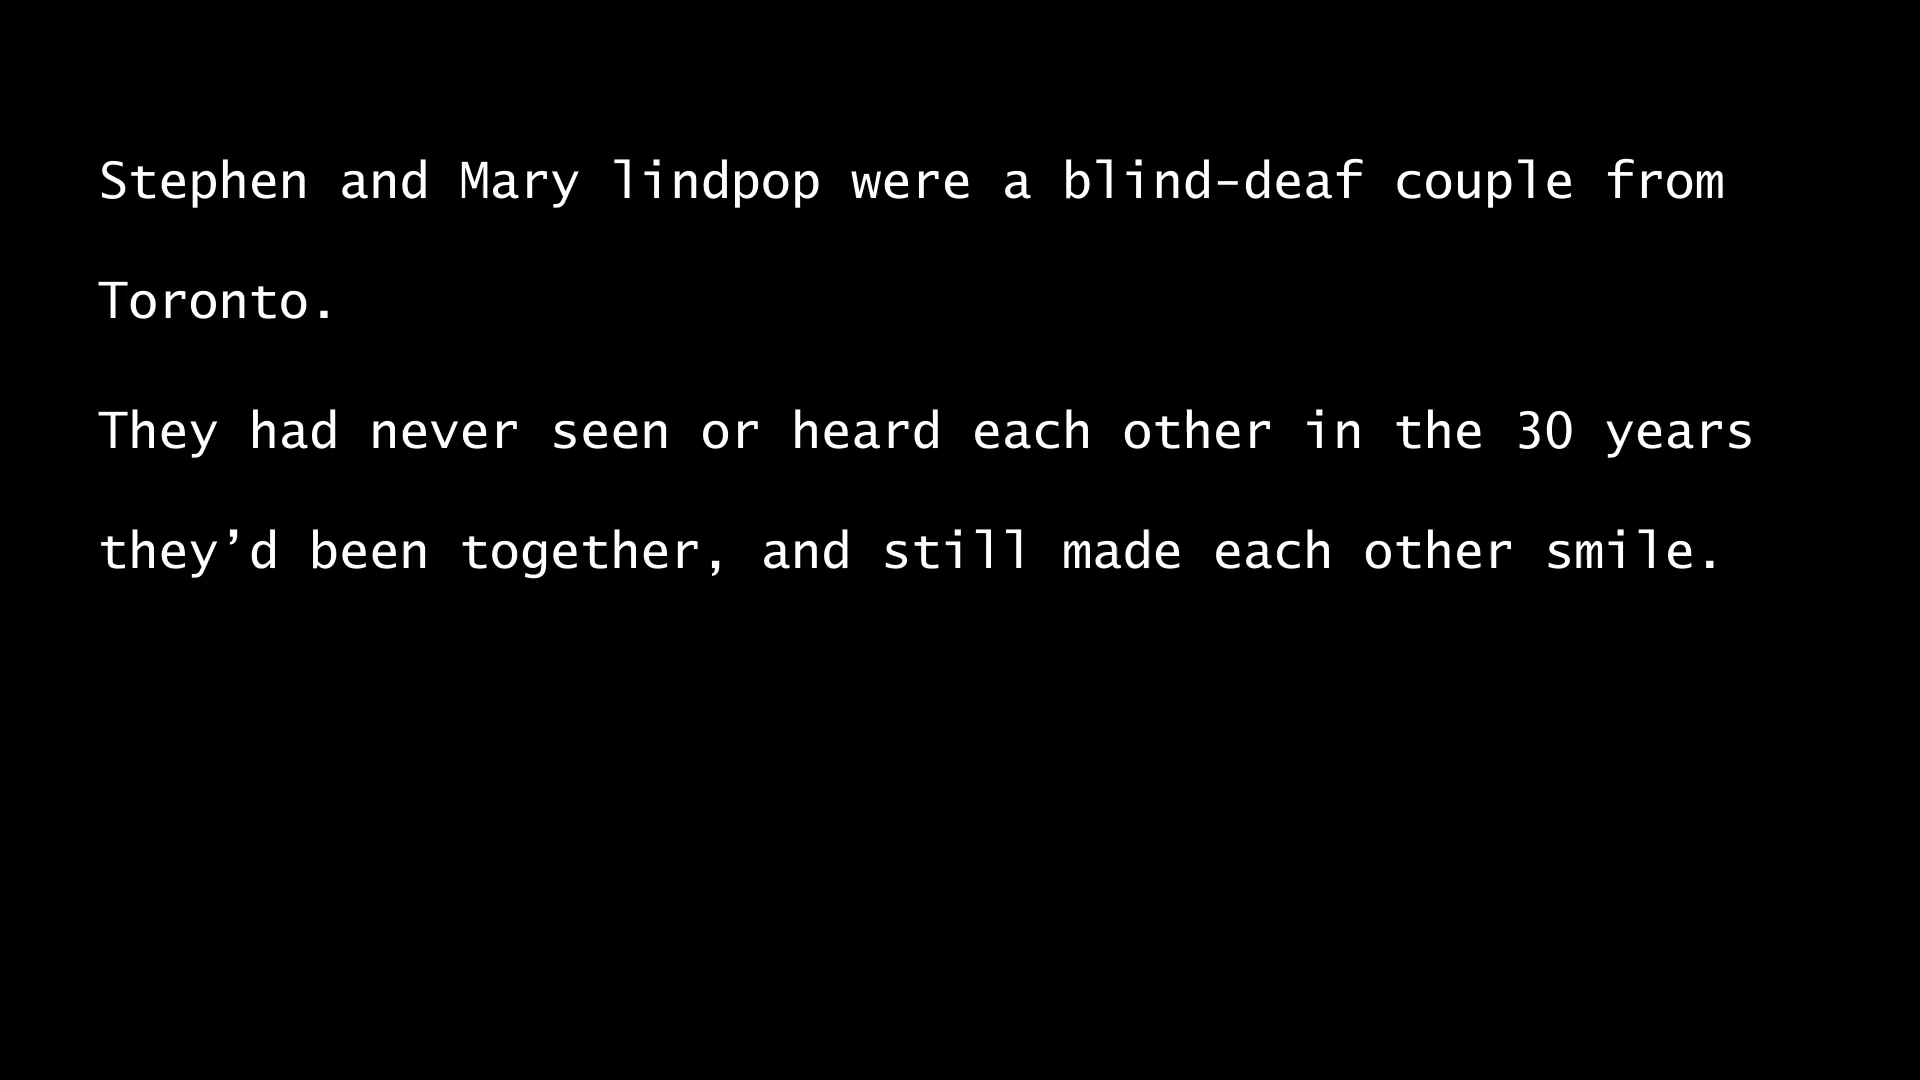 Stephen and Mary lindpop were a blind-deaf couple from
Toronto.
They had never seen or heard each other in the 30 years
they’d been together, and still made each other smile.